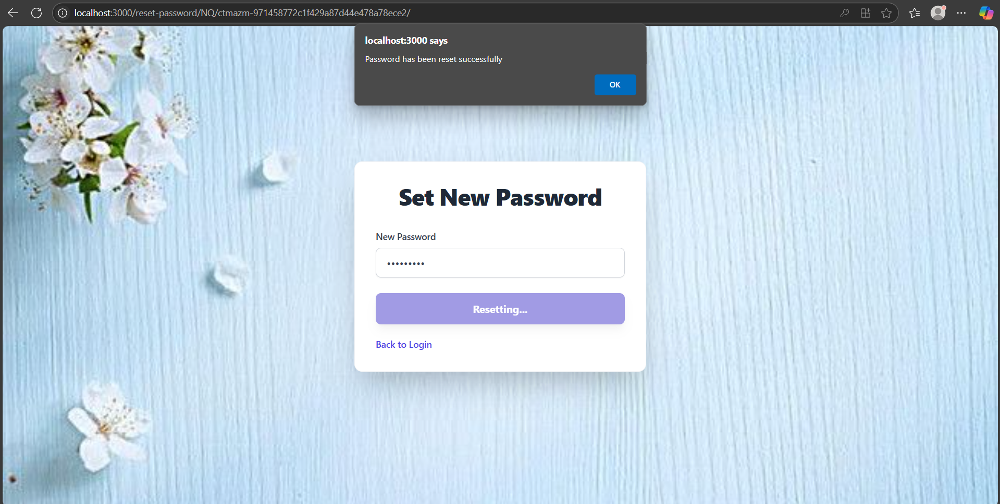 localhost:3000/reset-password/NQ/ctmazm-971458772c1f429a87d44e478a78ece2/
localhost:3000 says
Password has been reset successfully
OK
Set New Password
New Password
•••••••••
Resetting...
Back to Login